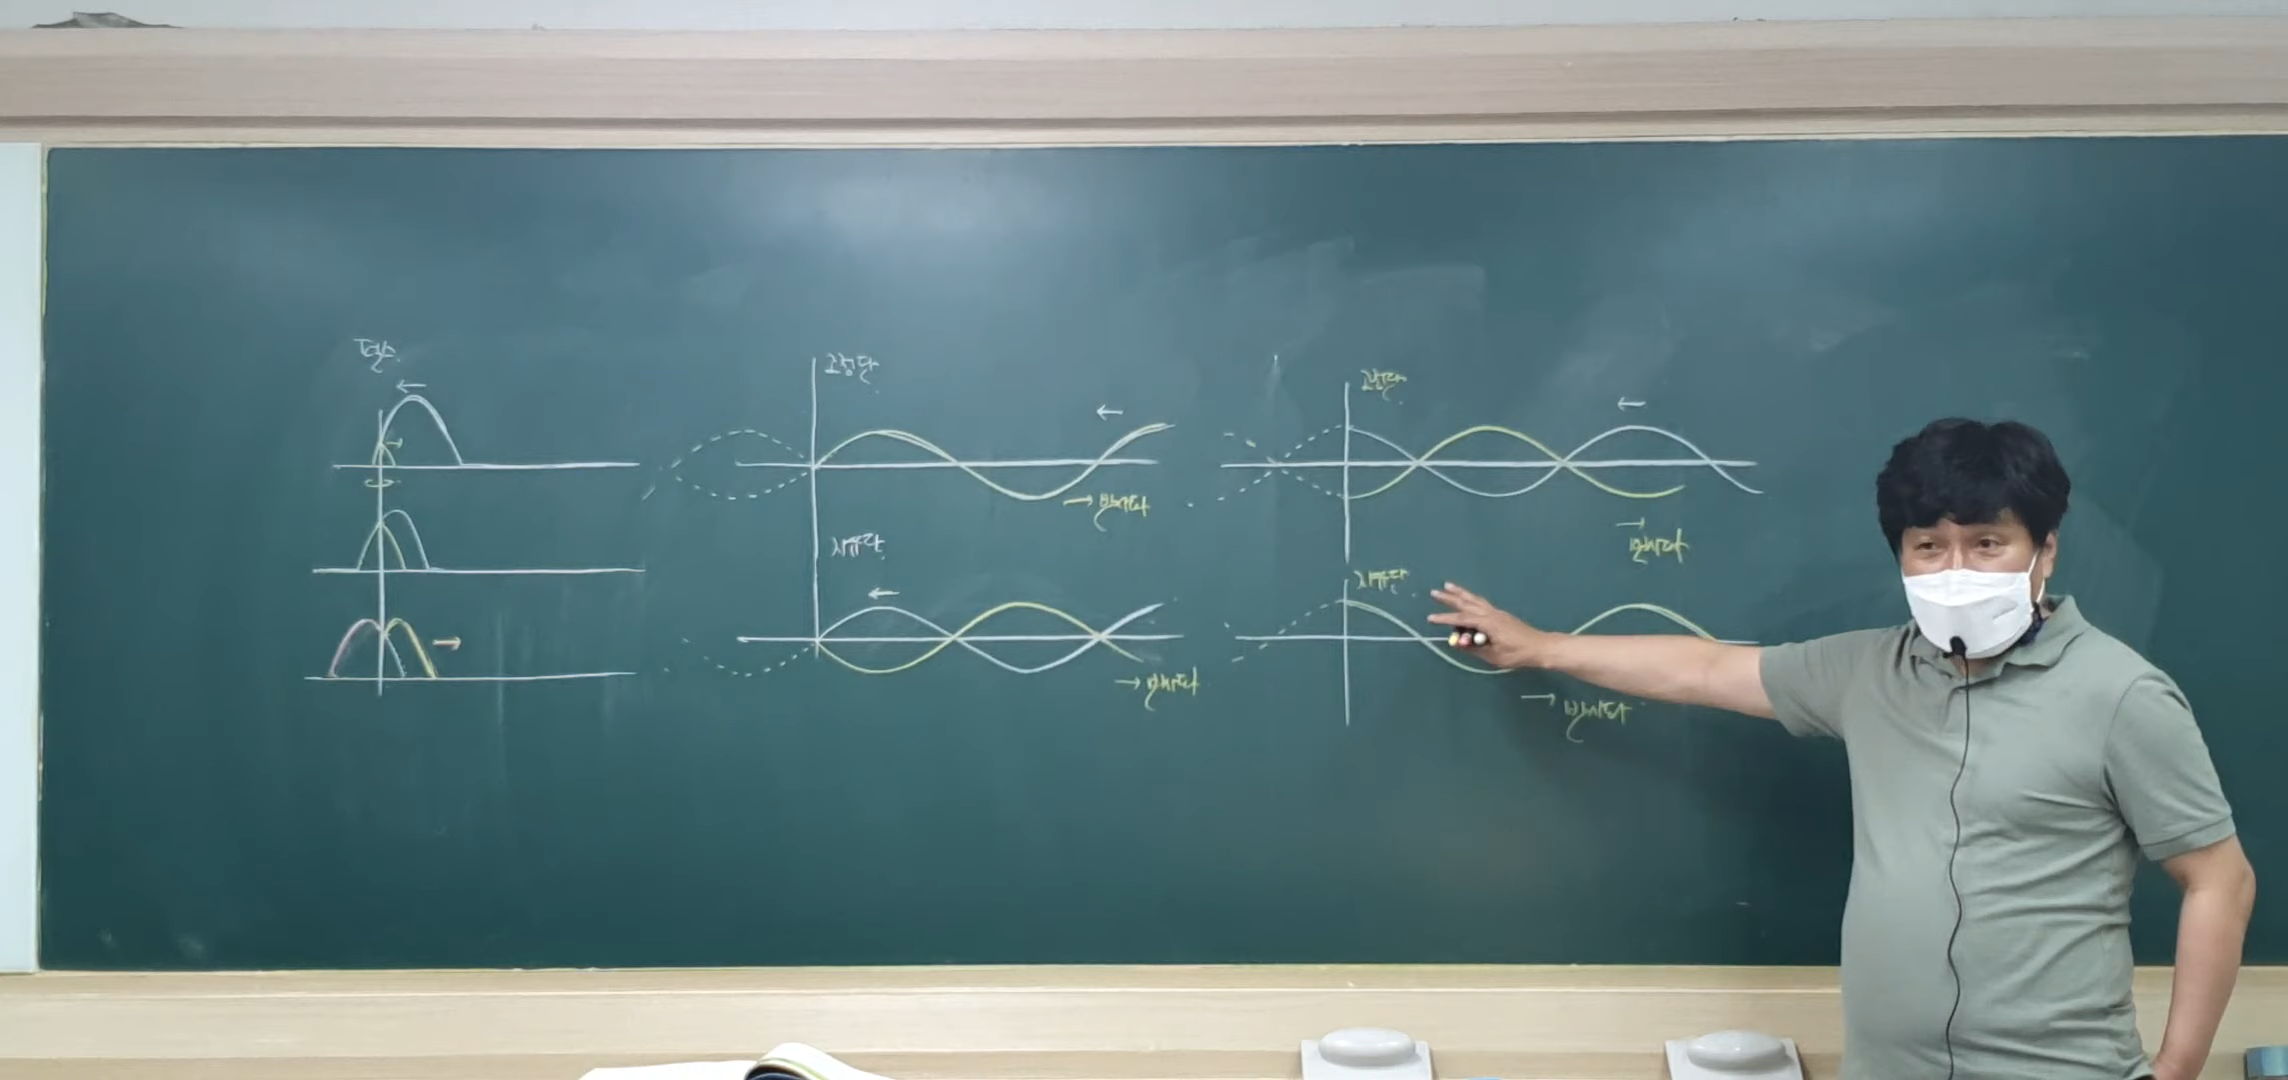 펄스
고정단
→ 반사파
자유단
→ 반사파
고정단
→ 반사파
자유단
→ 반사파